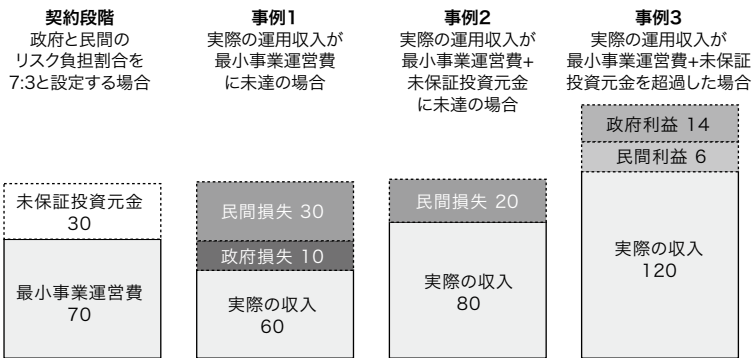 契約段階
政府と民間の
リスク負担割合を
7:3と設定する場合
未保証投資元金
30
最小事業運営費
70
事例1
実際の運用収入が
最小事業運営費
に未達の場合
民間損失 30
政府損失 10
実際の収入
60
事例2
実際の運用収入が
最小事業運営費+
未保証投資元金
に未達の場合
民間損失 20
実際の収入
80
事例3
実際の運用収入が
最小事業運営費+未保証
投資元金を超過した場合
政府利益 14
民間利益 6
実際の収入
120